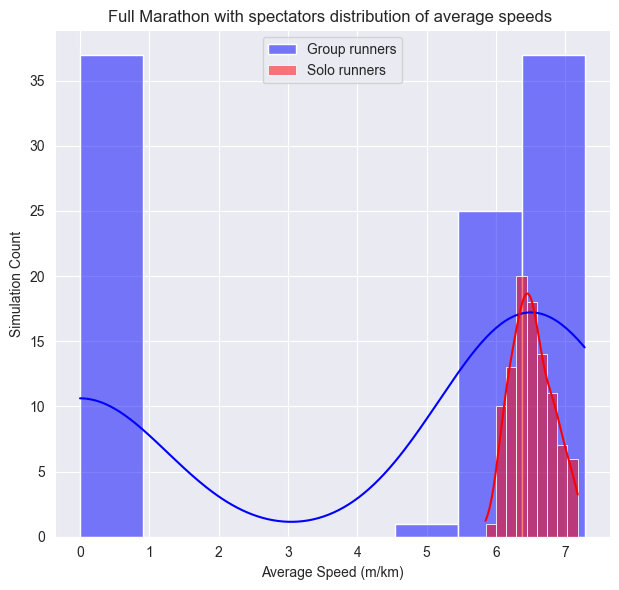 Full Marathon with spectators distribution of average speeds
Group runners
Solo runners
Simulation Count
35
30
25
20
15
10
5
0
0 1 2 3 4 5 6 7
Average Speed (m/km)